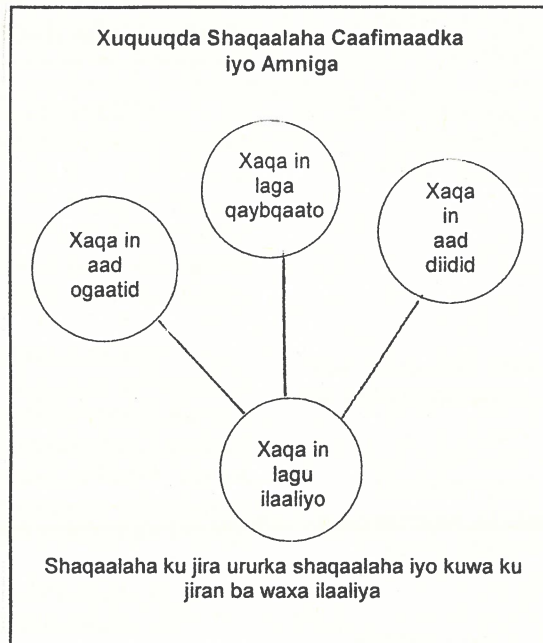 Xuquuqda Shaqaalaha Caafimaadka
iyo Amniga
Xaqa in
aad
ogaatid
Xaqa in
laga
qaybqaato
Xaqa
in
aad
diidid
Xaqa in
lagu
ilaaliyo
Shaqaalaha ku jira ururka shaqaalaha iyo kuwa ku
jiran ba waxa ilaaliya